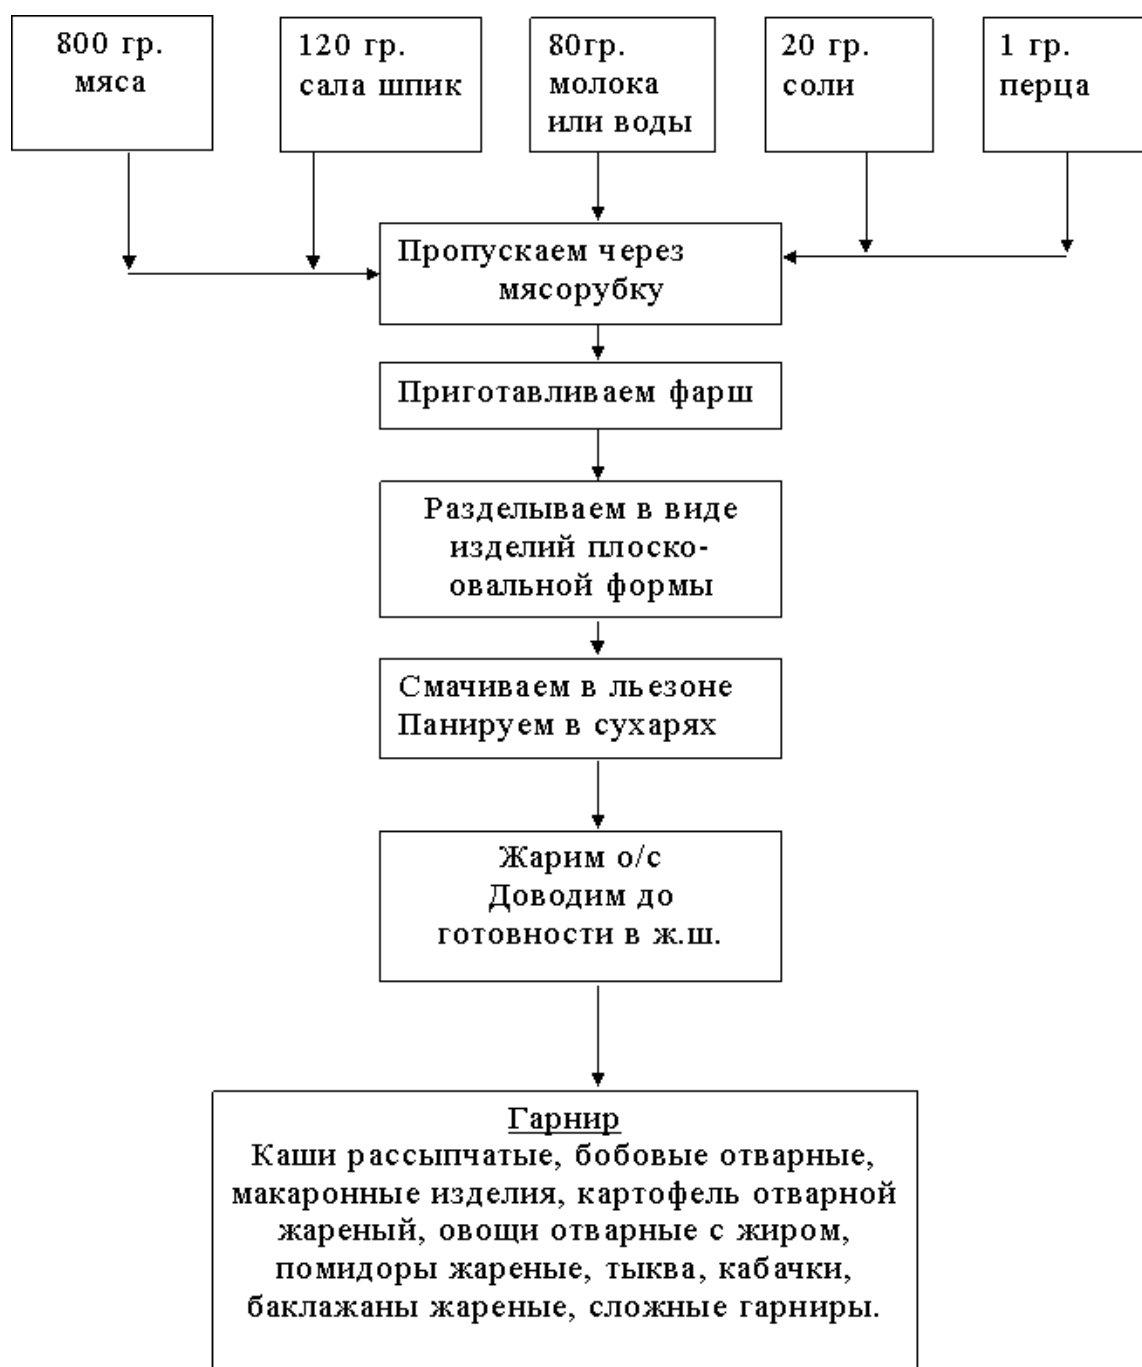 800 гр.
мяса
120 гр.
сала шпик
80гр.
молока
или воды
20 гр.
соли
1 гр.
перца
Пропускаем через
мясорубку
Приготавливаем фарш
Разделываем в виде
изделий плоско-
овальной формы
Смачиваем в льезоне
Панируем в сухарях
Жарим о/с
Доводим до
готовности в ж.ш.
Гарнир
Каши рассыпчатые, бобовые отварные,
макаронные изделия, картофель отварной
жареный, овощи отварные с жиром,
помидоры жареные, тыква, кабачки,
баклажаны жареные, сложные гарниры.